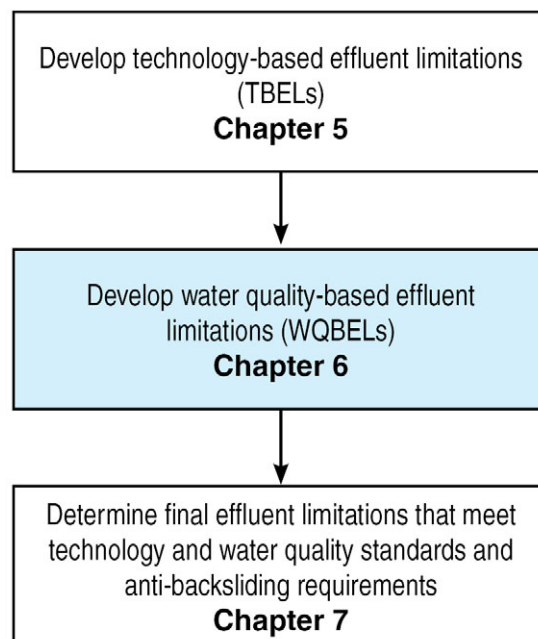 Develop technology-based effluent limitations
(TBELs)
Chapter 5
Develop water quality-based effluent
limitations (WQBELs)
Chapter 6
Determine final effluent limitations that meet
technology and water quality standards and
anti-backsliding requirements
Chapter 7